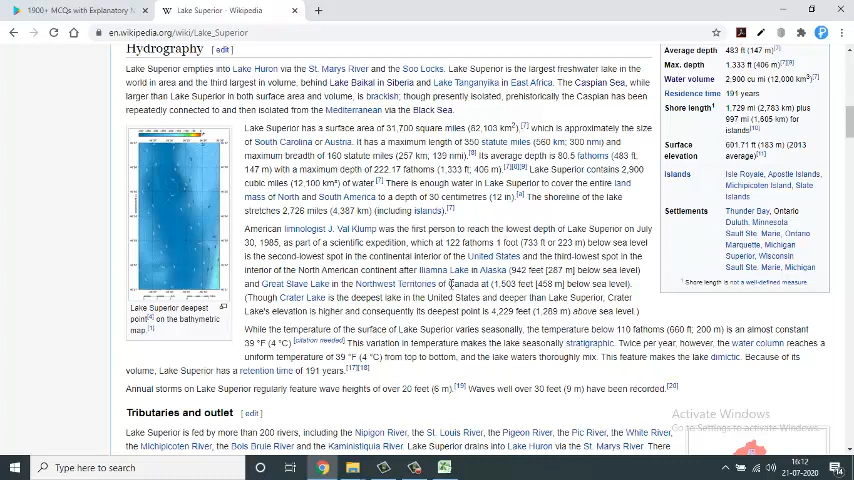 1900+ MCQs with Explanatory N
Lake Superior - Wikipedia
en.wikipedia.org/wiki/Lake_Superior
Hydrography [ edit ]
Lake Superior empties into Lake Huron via the St. Marys River and the Soo Locks. Lake Superior is the largest freshwater lake in the
world in area and the third largest in volume, behind Lake Baikal in Siberia and Lake Tanganyika in East Africa. The Caspian Sea, while
larger than Lake Superior in both surface area and volume, is brackish; though presently isolated, prehistorically the Caspian has been
repeatedly connected to and then isolated from the Mediterranean via the Black Sea.
Lake Superior deepest
point[4] on the bathymetric
map.[1]
Lake Superior has a surface area of 31,700 square miles (82,103 km2),[7] which is approximately the size
of South Carolina or Austria. It has a maximum length of 350 statute miles (560 km; 300 nmi) and
maximum breadth of 160 statute miles (257 km; 139 nmi).[8] Its average depth is 80.5 fathoms (483 ft;
147 m) with a maximum depth of 222.17 fathoms (1,333 ft; 406 m).[7][8][9] Lake Superior contains 2,900
cubic miles (12,100 km³) of water.[7] There is enough water in Lake Superior to cover the entire land
mass of North and South America to a depth of 30 centimetres (12 in).[a] The shoreline of the lake
stretches 2,726 miles (4,387 km) (including islands).[7]
American limnologist J. Val Klump was the first person to reach the lowest depth of Lake Superior on July
30, 1985, as part of a scientific expedition, which at 122 fathoms 1 foot (733 ft or 223 m) below sea level
is the second-lowest spot in the continental interior of the United States and the third-lowest spot in the
interior of the North American continent after Iliamna Lake in Alaska (942 feet [287 m] below sea level)
and Great Slave Lake in the Northwest Territories of Canada at (1,503 feet [458 m] below sea level).
(Though Crater Lake is the deepest lake in the United States and deeper than Lake Superior, Crater
Lake's elevation is higher and consequently its deepest point is 4,229 feet (1,289 m) above sea level.)
While the temperature of the surface of Lake Superior varies seasonally, the temperature below 110 fathoms (660 ft; 200 m) is an almost constant
39 °F (4 °C).[citation needed] This variation in temperature makes the lake seasonally stratigraphic. Twice per year, however, the water column reaches a
uniform temperature of 39 °F (4 °C) from top to bottom, and the lake waters thoroughly mix. This feature makes the lake dimictic. Because of its
volume, Lake Superior has a retention time of 191 years.[17][18]
Annual storms on Lake Superior regularly feature wave heights of over 20 feet (6 m).[19] Waves well over 30 feet (9 m) have been recorded.[20]
Tributaries and outlet [ edit ]
Lake Superior is fed by more than 200 rivers, including the Nipigon River, the St. Louis River, the Pigeon River, the Pic River, the White River,
the Michipicoten River, the Bois Brule River and the Kaministiquia River. Lake Superior drains into Lake Huron via the St. Marys River. There
Average depth 483 ft (147 m)[7]
Max. depth 1,333 ft (406 m)[7][9]
Water volume 2,900 cu mi (12,000 km3)[7]
Residence time 191 years
Shore length1 1,729 mi (2,783 km) plus
997 mi (1,605 km) for
islands[10]
Surface elevation 601.71 ft (183 m) (2013
average)[11]
Islands Isle Royale, Apostle Islands,
Michipicoten Island, Slate
Islands
Settlements Thunder Bay, Ontario
Duluth, Minnesota
Sault Ste. Marie, Ontario
Marquette, Michigan
Superior, Wisconsin
Sault Ste. Marie, Michigan
1 Shore length is not a well-defined measure.
Activate Windows
Go to Settings to activate Windows.
Type here to search
16:12
21-07-2020
14